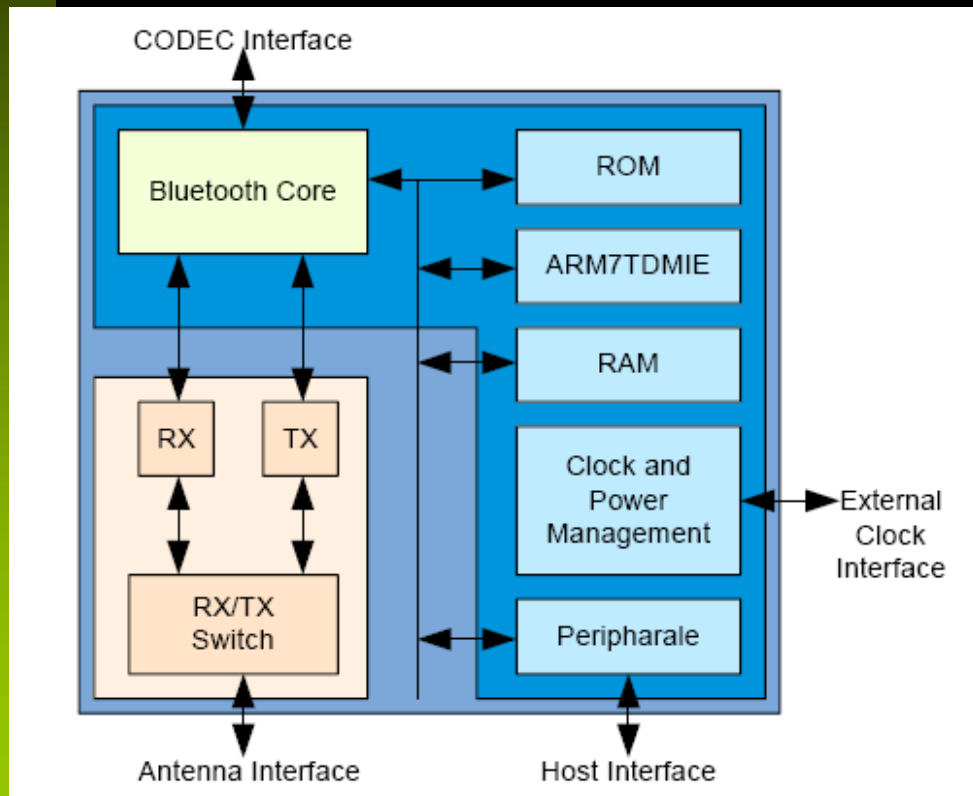 CODEC Interface
Bluetooth Core
ROM
ARM7TDMIE
RAM
RX
TX
Clock and
Power
Management
External
Clock
Interface
RX/TX
Switch
Peripharale
Antenna Interface
Host Interface